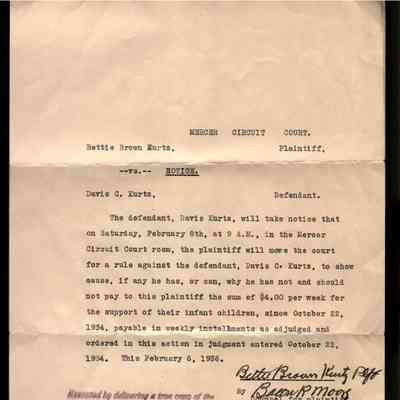 MERCER CIRCUIT COURT.
Bettie Brown Kurtz, Plaintiff,
--vs.-- NOTICE.
Davis C. Kurtz, Defendant.
The defendant, Davis Kurtz, will take notice that
on Saturday, February 8th, at 9 A.M., in the Mercer
Circuit Court room, the plaintiff will move the court
for a rule against the defendant, Davis C. Kurtz, to show
cause, if any he has, or can, why he has not and should
not pay to this plaintiff the sum of $4.00 per week for
the support of their infant children, since October 22,
1934, payable in weekly installments as adjudged and
ordered in this action in judgment entered October 22,
1934. This February 6, 1936.
Bettie Brown Kurtz Plff
By
Executed by delivering a true copy of the